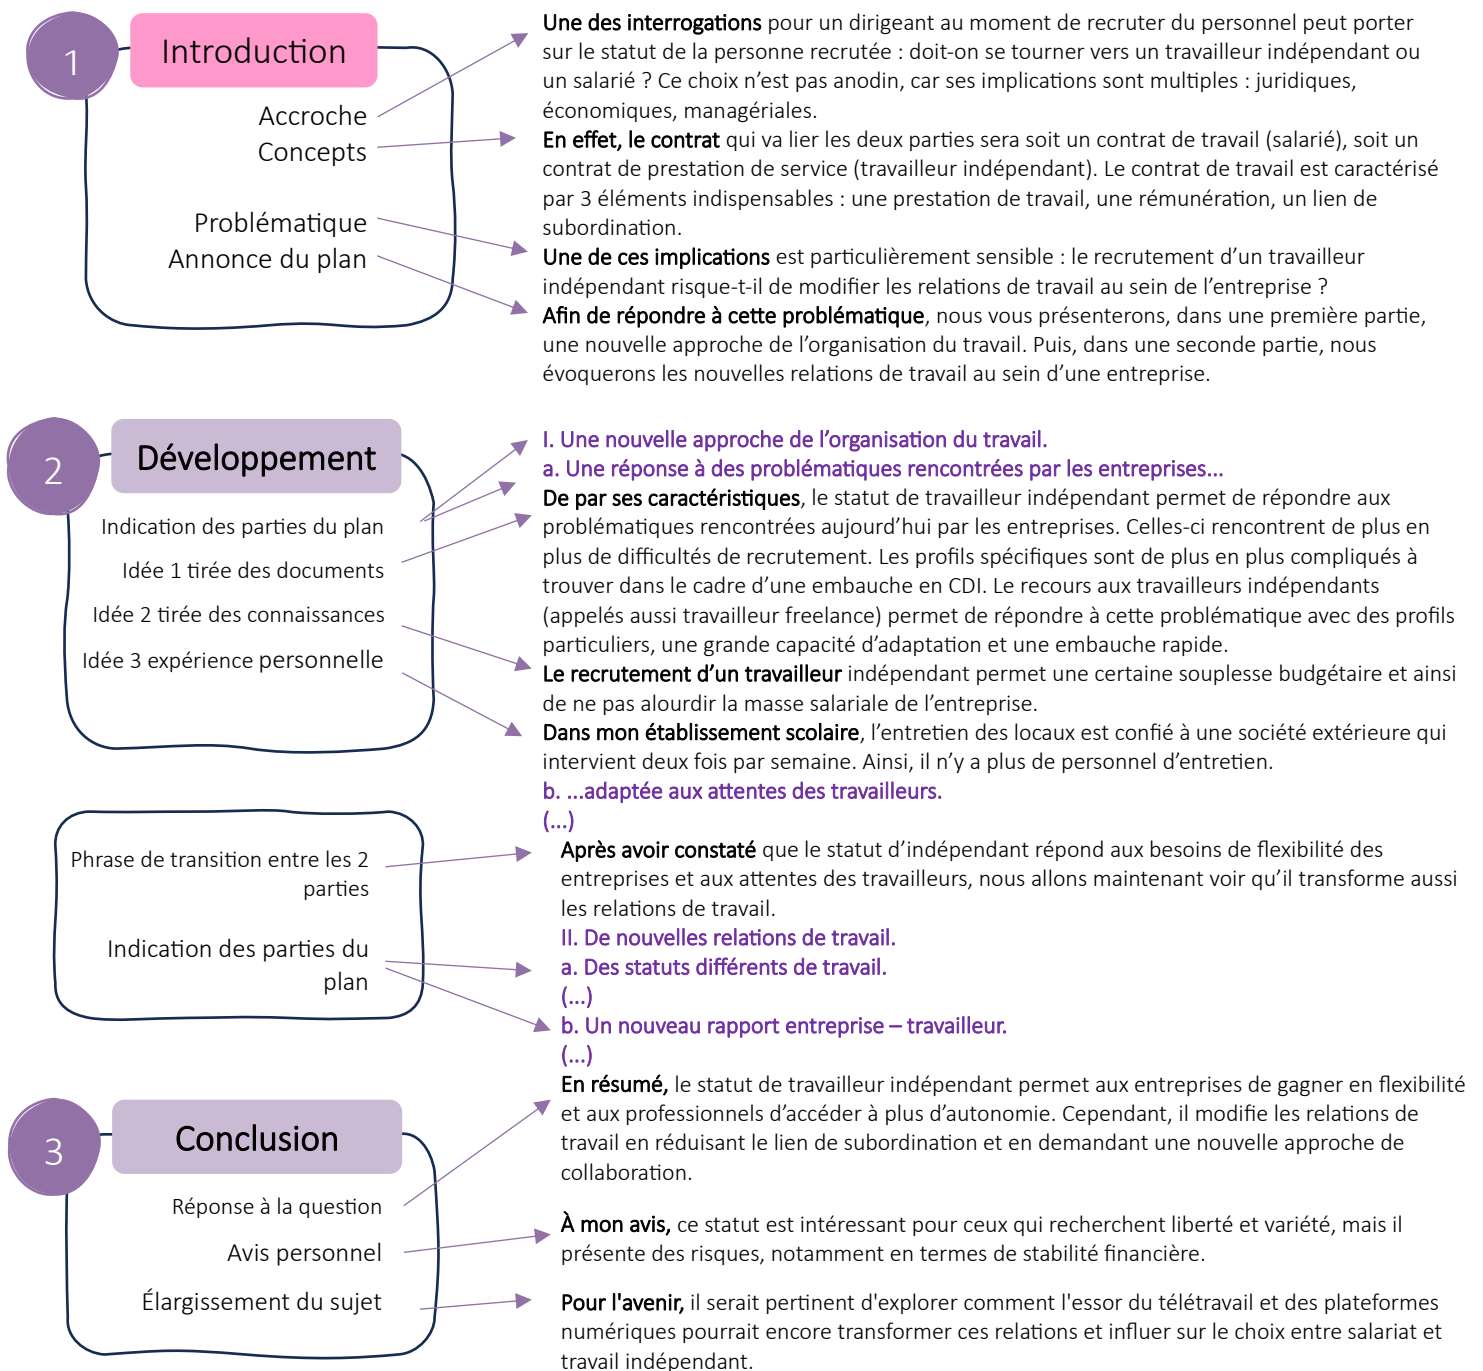 1
Introduction
Accroche
Concepts
Problématique
Annonce du plan
Une des interrogations pour un dirigeant au moment de recruter du personnel peut porter
sur le statut de la personne recrutée : doit-on se tourner vers un travailleur indépendant ou
un salarié ? Ce choix n’est pas anodin, car ses implications sont multiples : juridiques,
économiques, managériales.
En effet, le contrat qui va lier les deux parties sera soit un contrat de travail (salarié), soit un
contrat de prestation de service (travailleur indépendant). Le contrat de travail est caractérisé
par 3 éléments indispensables : une prestation de travail, une rémunération, un lien de
subordination.
Une de ces implications est particulièrement sensible : le recrutement d’un travailleur
indépendant risque-t-il de modifier les relations de travail au sein de l’entreprise ?
Afin de répondre à cette problématique, nous vous présenterons, dans une première partie,
une nouvelle approche de l’organisation du travail. Puis, dans une seconde partie, nous
évoquerons les nouvelles relations de travail au sein d’une entreprise.
2
Développement
Indication des parties du plan
Idée 1 tirée des documents
Idée 2 tirée des connaissances
Idée 3 expérience personnelle
I. Une nouvelle approche de l’organisation du travail.
a. Une réponse à des problématiques rencontrées par les entreprises...
De par ses caractéristiques, le statut de travailleur indépendant permet de répondre aux
problématiques rencontrées aujourd’hui par les entreprises. Celles-ci rencontrent de plus en
plus de difficultés de recrutement. Les profils spécifiques sont de plus en plus compliqués à
trouver dans le cadre d’une embauche en CDI. Le recours aux travailleurs indépendants
(appelés aussi travailleur freelance) permet de répondre à cette problématique avec des profils
particuliers, une grande capacité d’adaptation et une embauche rapide.
Le recrutement d’un travailleur indépendant permet une certaine souplesse budgétaire et ainsi
de ne pas alourdir la masse salariale de l’entreprise.
Dans mon établissement scolaire, l’entretien des locaux est confié à une société extérieure qui
intervient deux fois par semaine. Ainsi, il n’y a plus de personnel d’entretien.
b. ...adaptée aux attentes des travailleurs.
(...)
Phrase de transition entre les 2
parties
Indication des parties du
plan
Après avoir constaté que le statut d’indépendant répond aux besoins de flexibilité des
entreprises et aux attentes des travailleurs, nous allons maintenant voir qu’il transforme aussi
les relations de travail.
II. De nouvelles relations de travail.
a. Des statuts différents de travail.
(...)
b. Un nouveau rapport entreprise – travailleur.
(...)
3
Conclusion
Réponse à la question
Avis personnel
Élargissement du sujet
En résumé, le statut de travailleur indépendant permet aux entreprises de gagner en flexibilité
et aux professionnels d’accéder à plus d’autonomie. Cependant, il modifie les relations de
travail en réduisant le lien de subordination et en demandant une nouvelle approche de
collaboration.
À mon avis, ce statut est intéressant pour ceux qui recherchent liberté et variété, mais il
présente des risques, notamment en termes de stabilité financière.
Pour l'avenir, il serait pertinent d'explorer comment l'essor du télétravail et des plateformes
numériques pourrait encore transformer ces relations et influer sur le choix entre salariat et
travail indépendant.